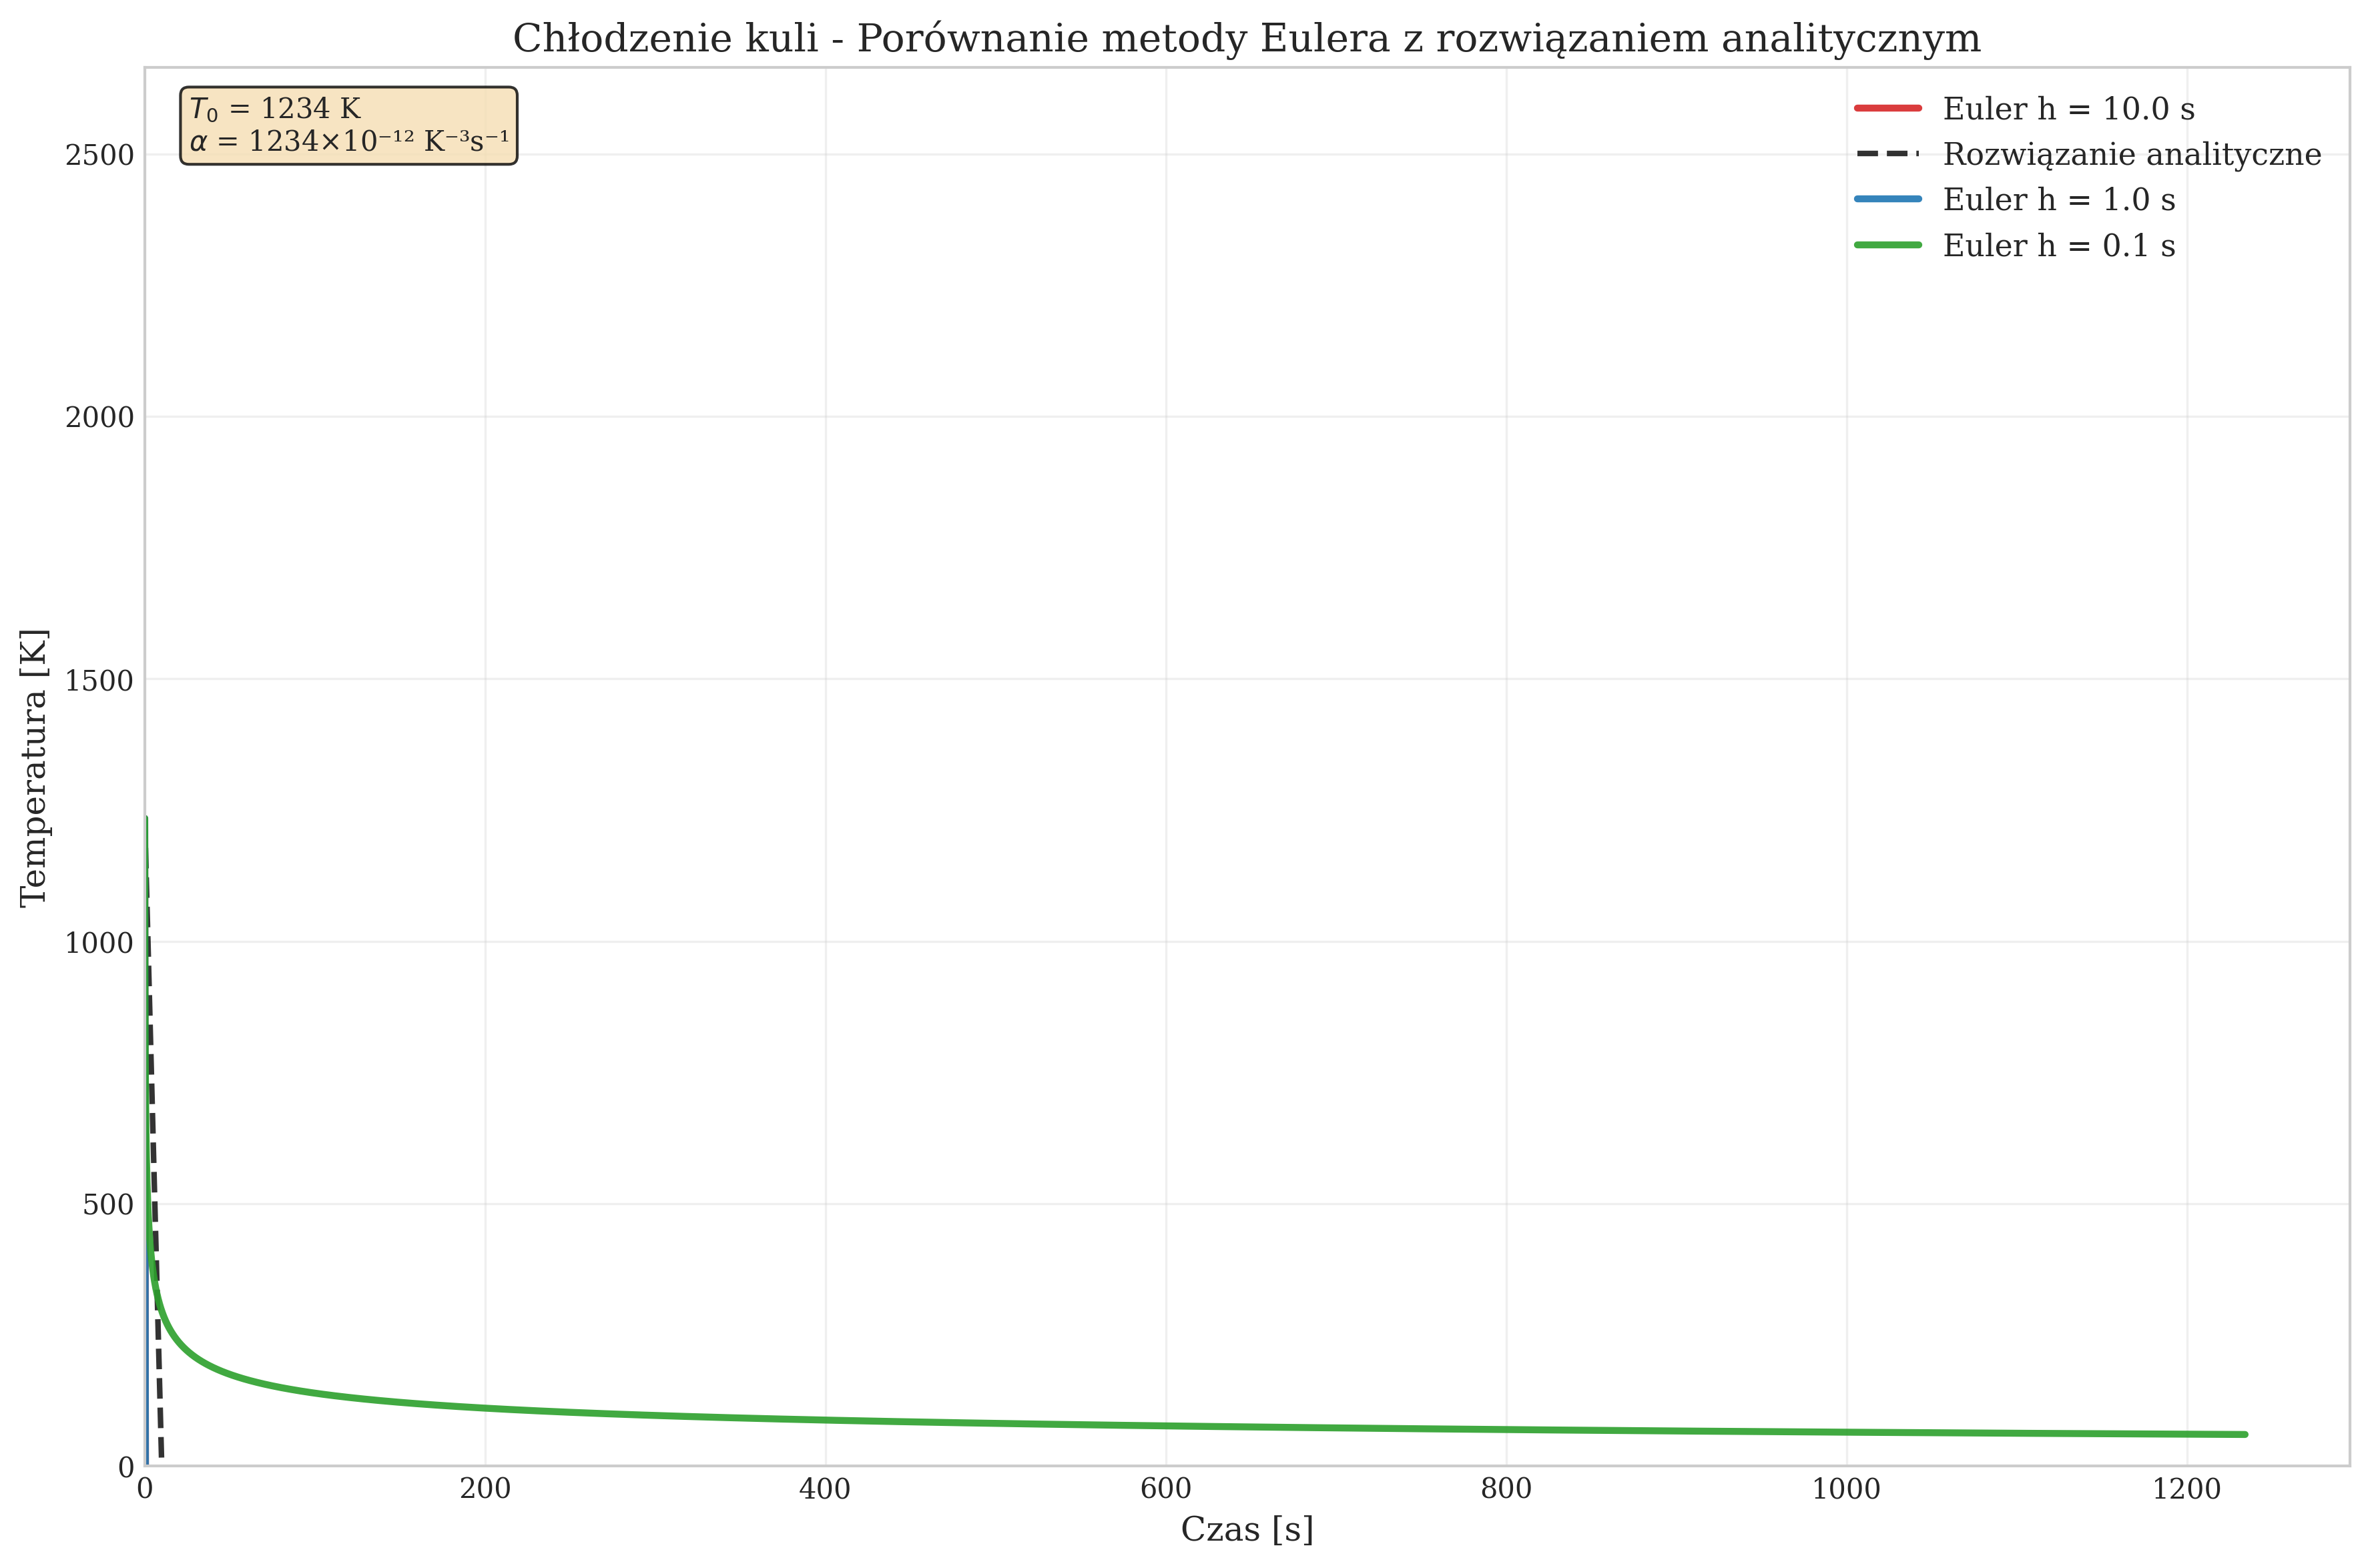 Chłodzenie kuli - Porównanie metody Eulera z rozwiązaniem analitycznym
T₀ = 1234 K
α = 1234×10⁻¹² K⁻³s⁻¹
Euler h = 10.0 s
Rozwiązanie analityczne
Euler h = 1.0 s
Euler h = 0.1 s
Temperatura [K]
2500
2000
1500
1000
500
0
0 200 400 600 800 1000 1200
Czas [s]